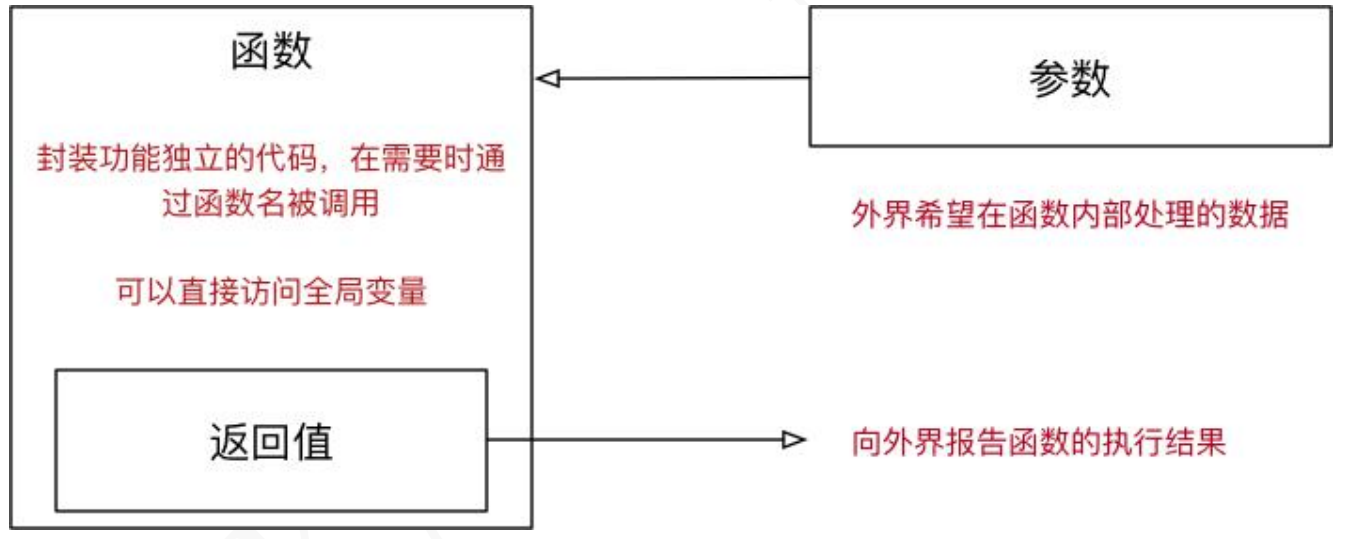 函数
参数
封装功能独立的代码，在需要时通
过函数名被调用
外界希望在函数内部处理的数据
可以直接访问全局变量
返回值
向外界报告函数的执行结果